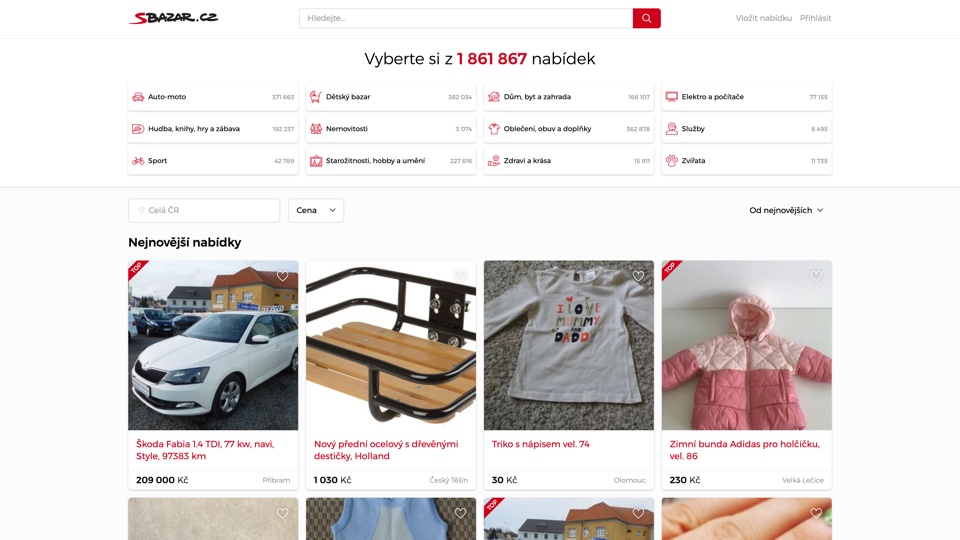 SBAZAR.CZ
Hledejte...
Vložit nabídku
Přihlásit
Vyberte si z 1 861 867 nabídek
Auto-moto 371 663
Dětský bazar 382 034
Dům, byt a zahrada 166 107
Elektro a počítače 77 155
Hudba, knihy, hry a zábava 192 237
Nemovitosti 3 074
Oblečení, obuv a doplňky 362 878
Služby 8 495
Sport 42 789
Starožitnosti, hobby a umění 227 816
Zdraví a krása 15 911
Zvířata 11 735
Celá ČR
Cena
Od nejnovějších
Nejnovější nabídky
TOP
I LOVE
MUMMY
AND
DADDY
TOP
Škoda Fabia 1.4 TDI, 77 kw, navi,
Style, 97383 km
209 000 Kč
Příbram
Nový přední ocelový s dřevěnými
destičky, Holland
1 030 Kč
Český Těšín
Triko s nápisem vel. 74
30 Kč
Olomouc
Zimní bunda Adidas pro holčičku,
vel. 86
230 Kč
Velká Lečice
TOP